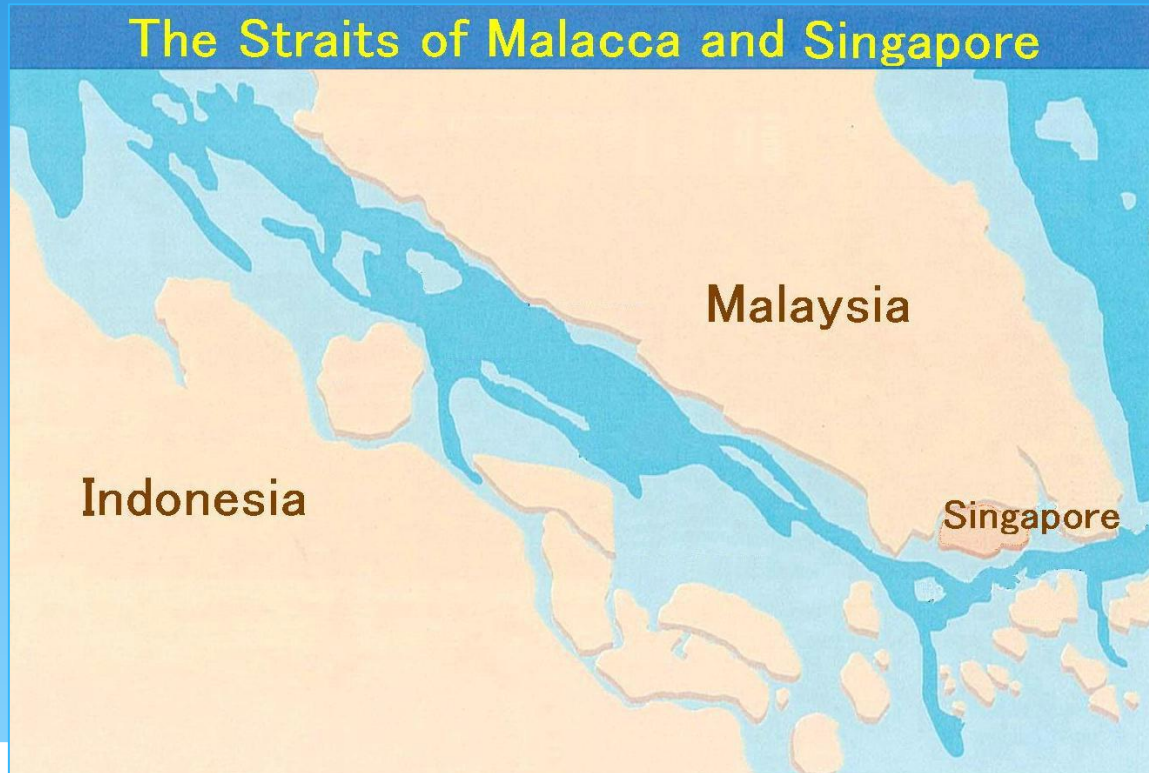 The Straits of Malacca and Singapore
Malaysia
Indonesia
Singapore